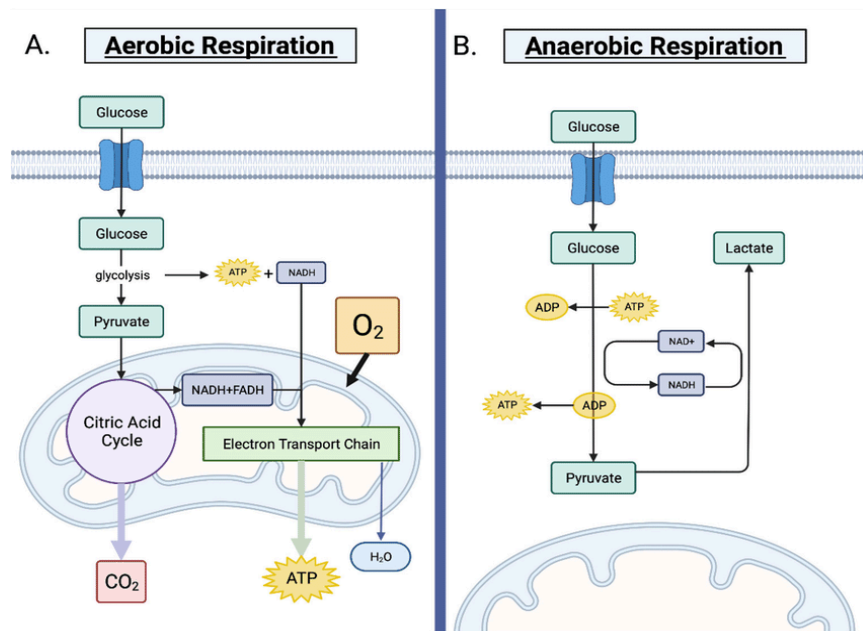 A.
Aerobic Respiration
Glucose
Glucose
glycolysis
ATP
+
NADH
Pyruvate
O₂
NADH+FADH
Citric Acid
Cycle
Electron Transport Chain
CO₂
ATP
H₂O
B.
Anaerobic Respiration
Glucose
Glucose
Lactate
ADP
ATP
NAD+
NADH
ATP
ADP
Pyruvate